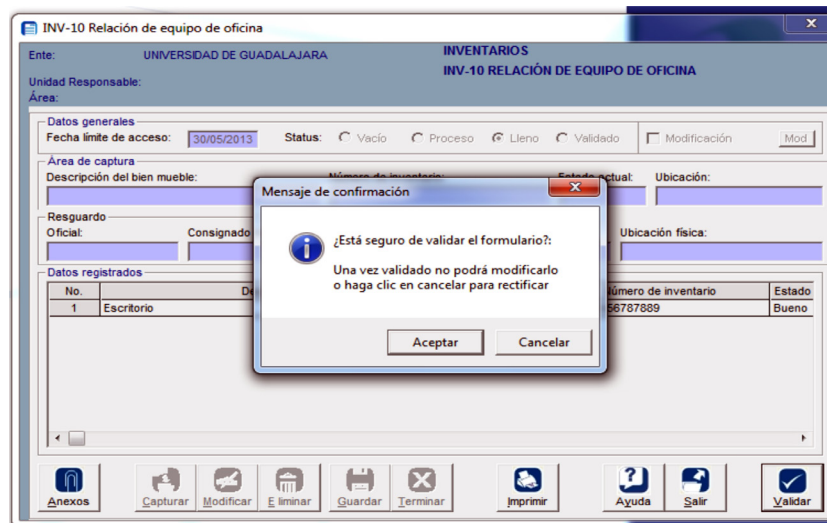 INV-10 Relación de equipo de oficina
Ente: UNIVERSIDAD DE GUADALAJARA INVENTARIOS
INV-10 RELACIÓN DE EQUIPO DE OFICINA
Unidad Responsable:
Área:
Datos generales
Fecha límite de acceso: 30/05/2013 Status: Vacío Proceso Lleno Validado Modificación Mod
Área de captura
Descripción del bien mueble: Ubicación:
Mensaje de confirmación
¿Está seguro de validar el formulario?:
Una vez validado no podrá modificarlo
o haga clic en cancelar para rectificar
Aceptar Cancelar
Resguardo
Oficial: Consignado Ubicación física:
Datos registrados
No. De Número de inventario Estado
1 Escritorio 56787889 Bueno
Anexos Capturar Modificar Eliminar Guardar Terminar Imprimir Ayuda Salir Validar